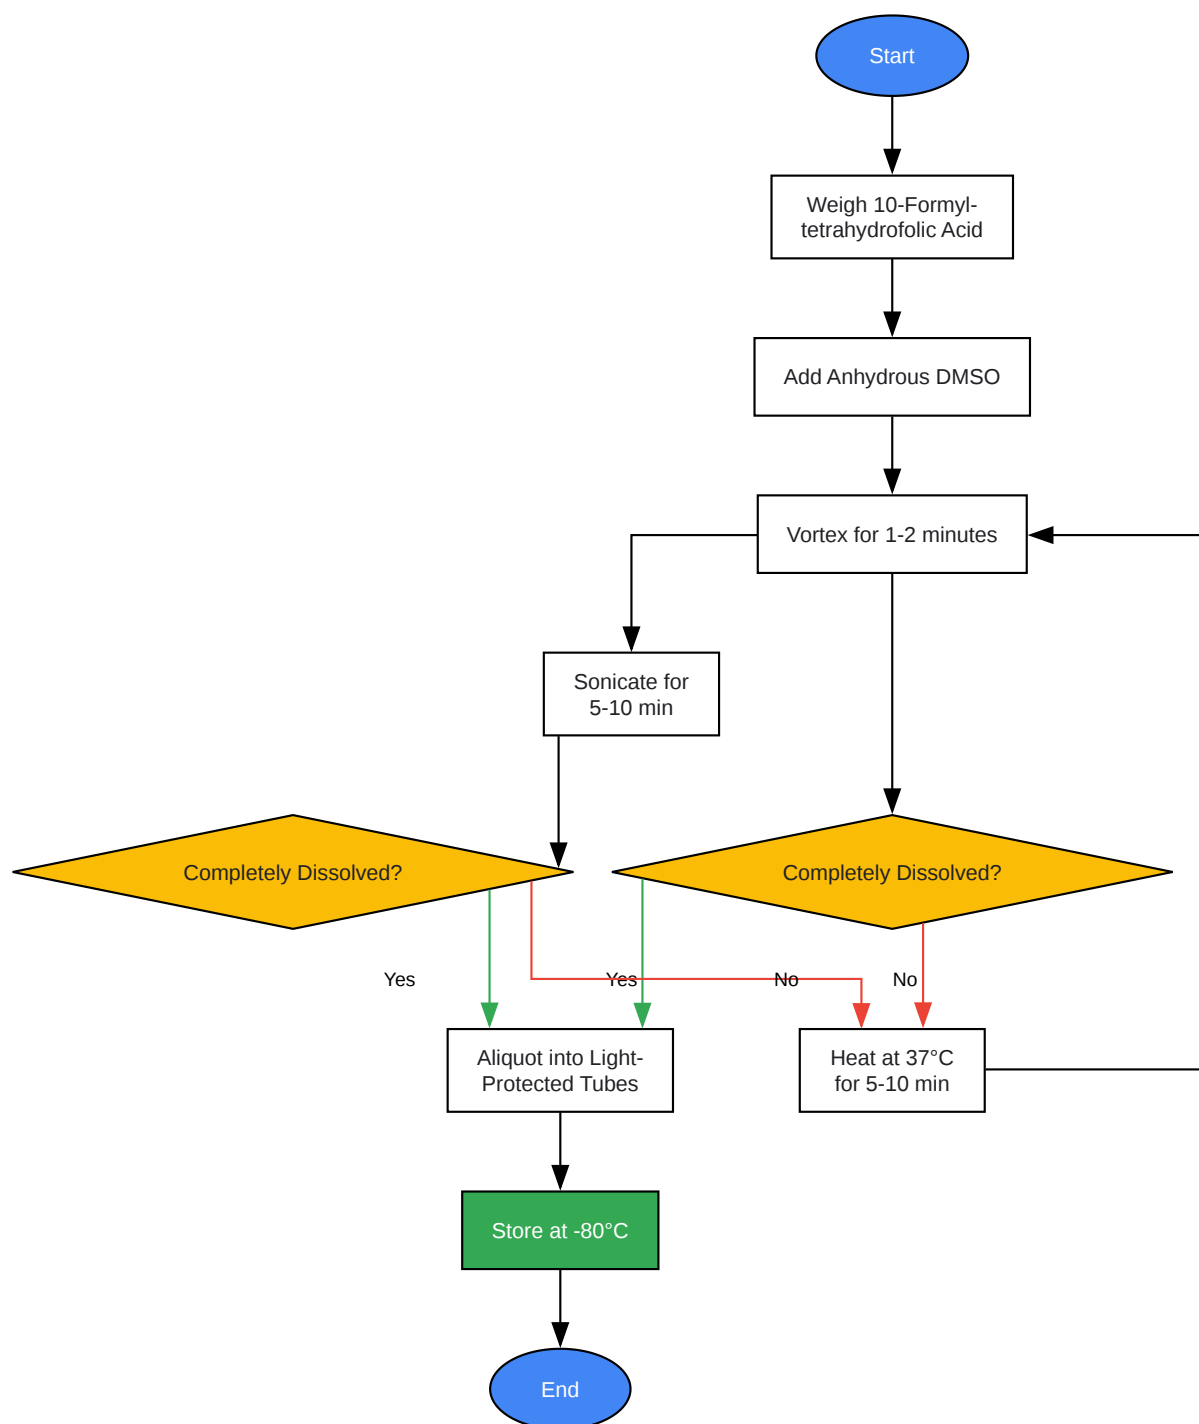 Start
Weigh 10-Formyl-
tetrahydrofolic Acid
Add Anhydrous DMSO
Vortex for 1-2 minutes
Sonicate for
5-10 min
Completely Dissolved?
Completely Dissolved?
Yes
Yes
No
No
Aliquot into Light-
Protected Tubes
Heat at 37°C
for 5-10 min
Store at -80°C
End